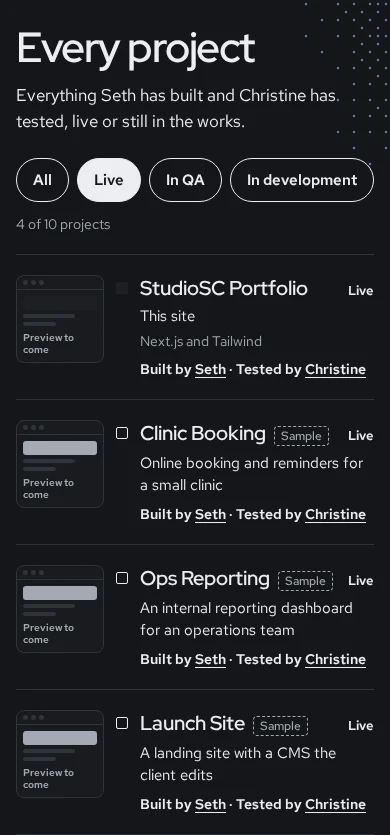 Every project
Everything Seth has built and Christine has
tested, live or still in the works.
All
Live
In QA
In development
4 of 10 projects
Preview to
come
StudioSC Portfolio
Live
This site
Next.js and Tailwind
Built by Seth · Tested by Christine
Preview to
come
Clinic Booking
Sample
Live
Online booking and reminders for
a small clinic
Built by Seth · Tested by Christine
Preview to
come
Ops Reporting
Sample
Live
An internal reporting dashboard
for an operations team
Built by Seth · Tested by Christine
Preview to
come
Launch Site
Sample
Live
A landing site with a CMS the
client edits
Built by Seth · Tested by Christine